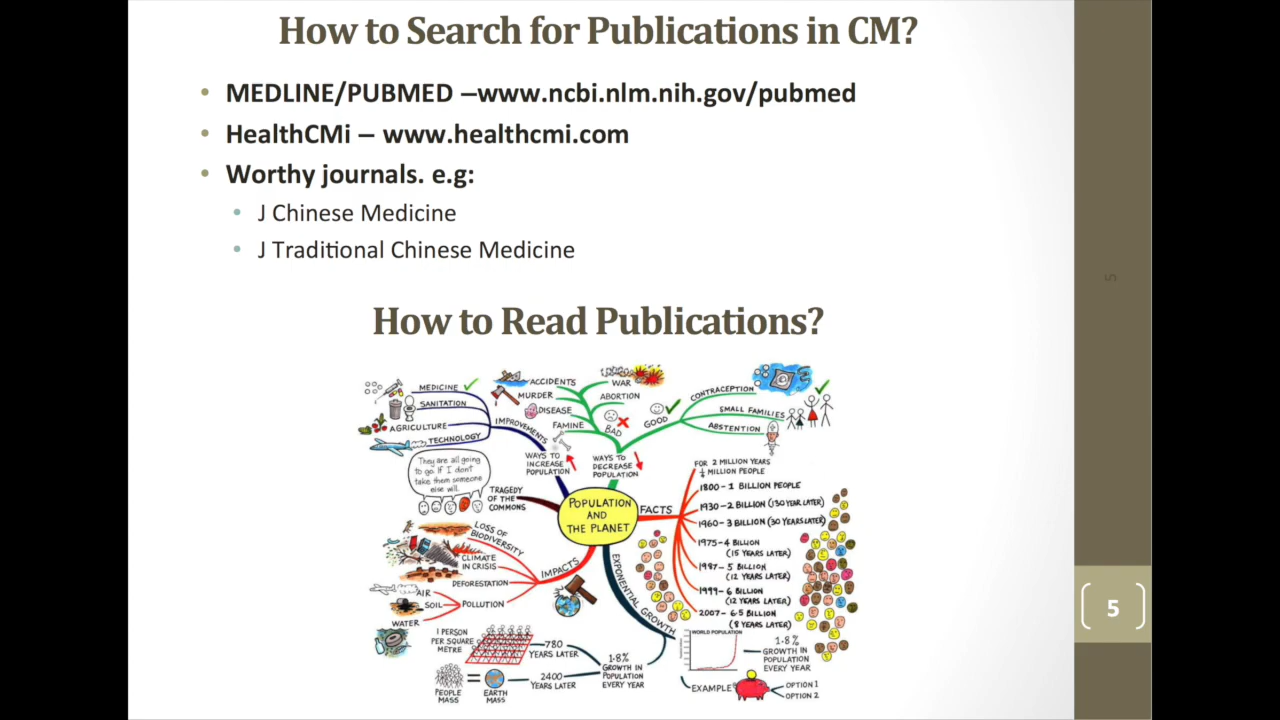 How to Search for Publications in CM?
• MEDLINE/PUBMED –www.ncbi.nlm.nih.gov/pubmed
• HealthCMi – www.healthcmi.com
• Worthy journals. e.g:
• J Chinese Medicine
• J Traditional Chinese Medicine
5
How to Read Publications?
MEDICINE
SANITATION
AGRICULTURE
TECHNOLOGY
IMPROVEMENTS
WAYS TO
INCREASE
POPULATION
ACCIDENTS
MURDER
DISEASE
FAMINE
WAR
ABORTION
BAD
GOOD
WAYS TO
DECREASE
POPULATION
CONTRACEPTION
SMALL FAMILIES
ABSTENTION
They are all going
to go. If I don't
take them someone
else will.
TRAGEDY
OF THE
COMMONS
POPULATION
AND
THE PLANET
FACTS
FOR 2 MILLION YEARS
¼ MILLION PEOPLE
1800 - 1 BILLION PEOPLE
1930 - 2 BILLION (130 YEAR LATER)
1960 - 3 BILLION (30 YEARS LATER)
1975 - 4 BILLION
(15 YEARS LATER)
1987 - 5 BILLION
(12 YEARS LATER)
1999 - 6 BILLION
(12 YEARS LATER)
2007 - 6.5 BILLION
(8 YEARS LATER)
IMPACTS
LOSS OF
BIODIVERSITY
CLIMATE
IN CRISIS
DEFORESTATION
POLLUTION
AIR
SOIL
WATER
EXPONENTIAL GROWTH
1 PERSON
PER SQUARE
METRE
780
YEARS LATER
PEOPLE
MASS
=
EARTH
MASS
2400
YEARS LATER
1.8%
GROWTH IN
POPULATION
EVERY YEAR
WORLD POPULATION
1.8%
GROWTH IN
POPULATION
EVERY YEAR
EXAMPLE
OPTION 1
OPTION 2
5